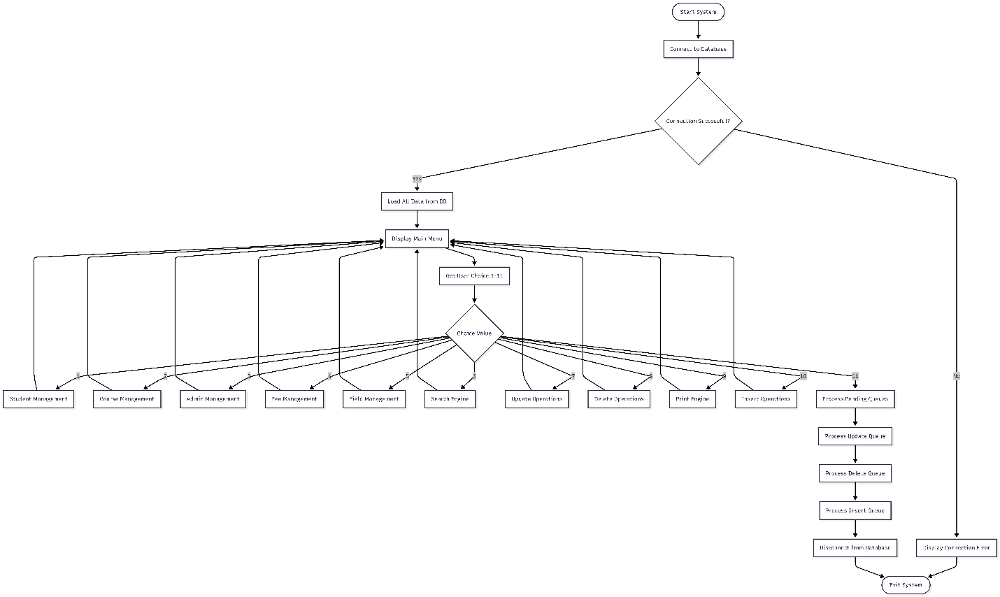 Start System
Connect to Database
Connection Successful?
Yes
Load All Data from DB
Display Main Menu
Get User Choice 1-11
Choice Value
1
2
3
4
5
6
7
8
9
10
11
No
Student Management
Course Management
Admin Management
Fee Management
Field Management
Search Engine
Update Operations
Delete Operations
Print Engine
Insert Operations
Process Pending Queues
Process Update Queue
Process Delete Queue
Process Insert Queue
Disconnect from Database
Display Connection Error
Exit System